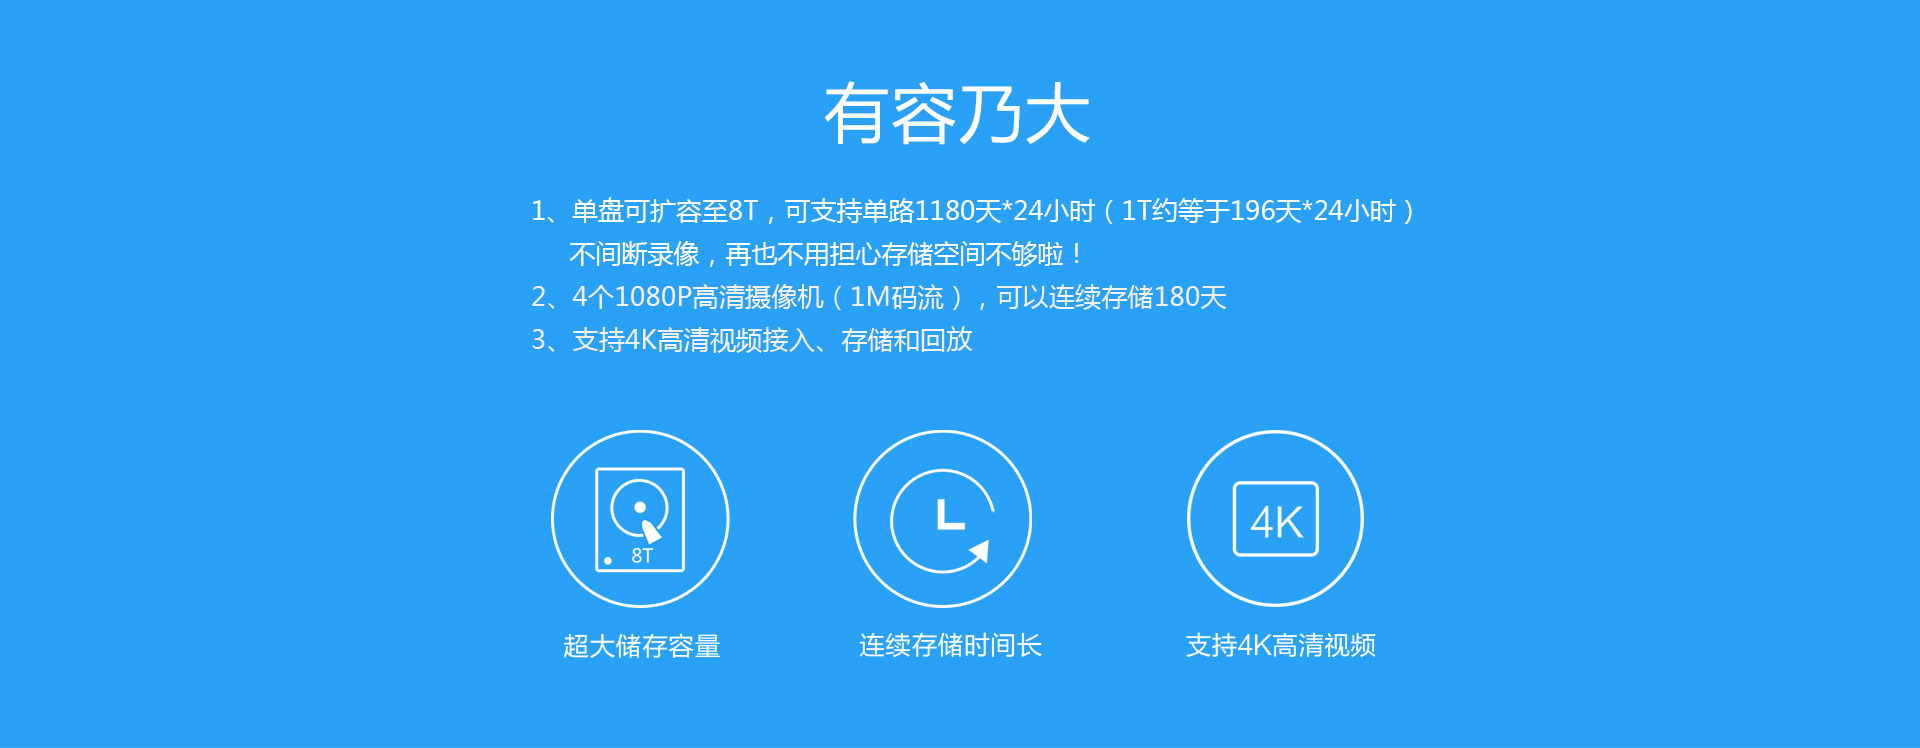 有容乃大
1、单盘可扩容至8T，可支持单路1180天*24小时（1T约等于196天*24小时）
不间断录像，再也不用担心存储空间不够啦！
2、4个1080P高清摄像机（1M码流），可以连续存储180天
3、支持4K高清视频接入、存储和回放
8T
4K
超大储存容量
连续存储时间长
支持4K高清视频